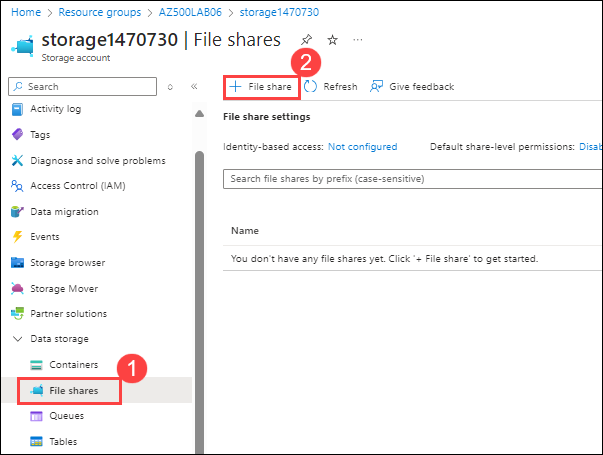 Home > Resource groups > AZ500LAB06 > storage1470730
storage1470730 | File shares ...
Storage account
2
Search
+ File share Refresh Give feedback
Activity log
Tags
Diagnose and solve problems
Access Control (IAM)
Data migration
Events
Storage browser
Storage Mover
Partner solutions
Data storage
Containers
1
File shares
Queues
Tables
File share settings
Identity-based access: Not configured Default share-level permissions: Disab
Search file shares by prefix (case-sensitive)
Name
You don't have any file shares yet. Click '+ File share' to get started.